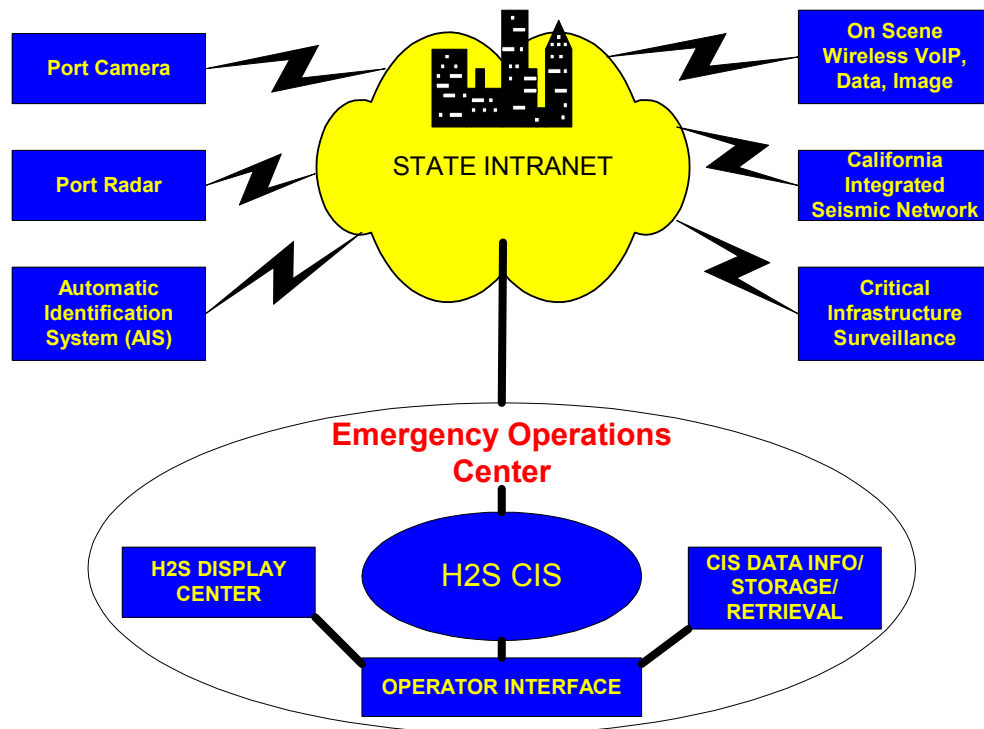 Port Camera
On Scene
Wireless VoIP,
Data, Image
STATE INTRANET
Port Radar
California
Integrated
Seismic Network
Automatic
Identification
System (AIS)
Critical
Infrastructure
Surveillance
Emergency Operations
Center
H2S DISPLAY
CENTER
H2S CIS
CIS DATA INFO/
STORAGE/
RETRIEVAL
OPERATOR INTERFACE